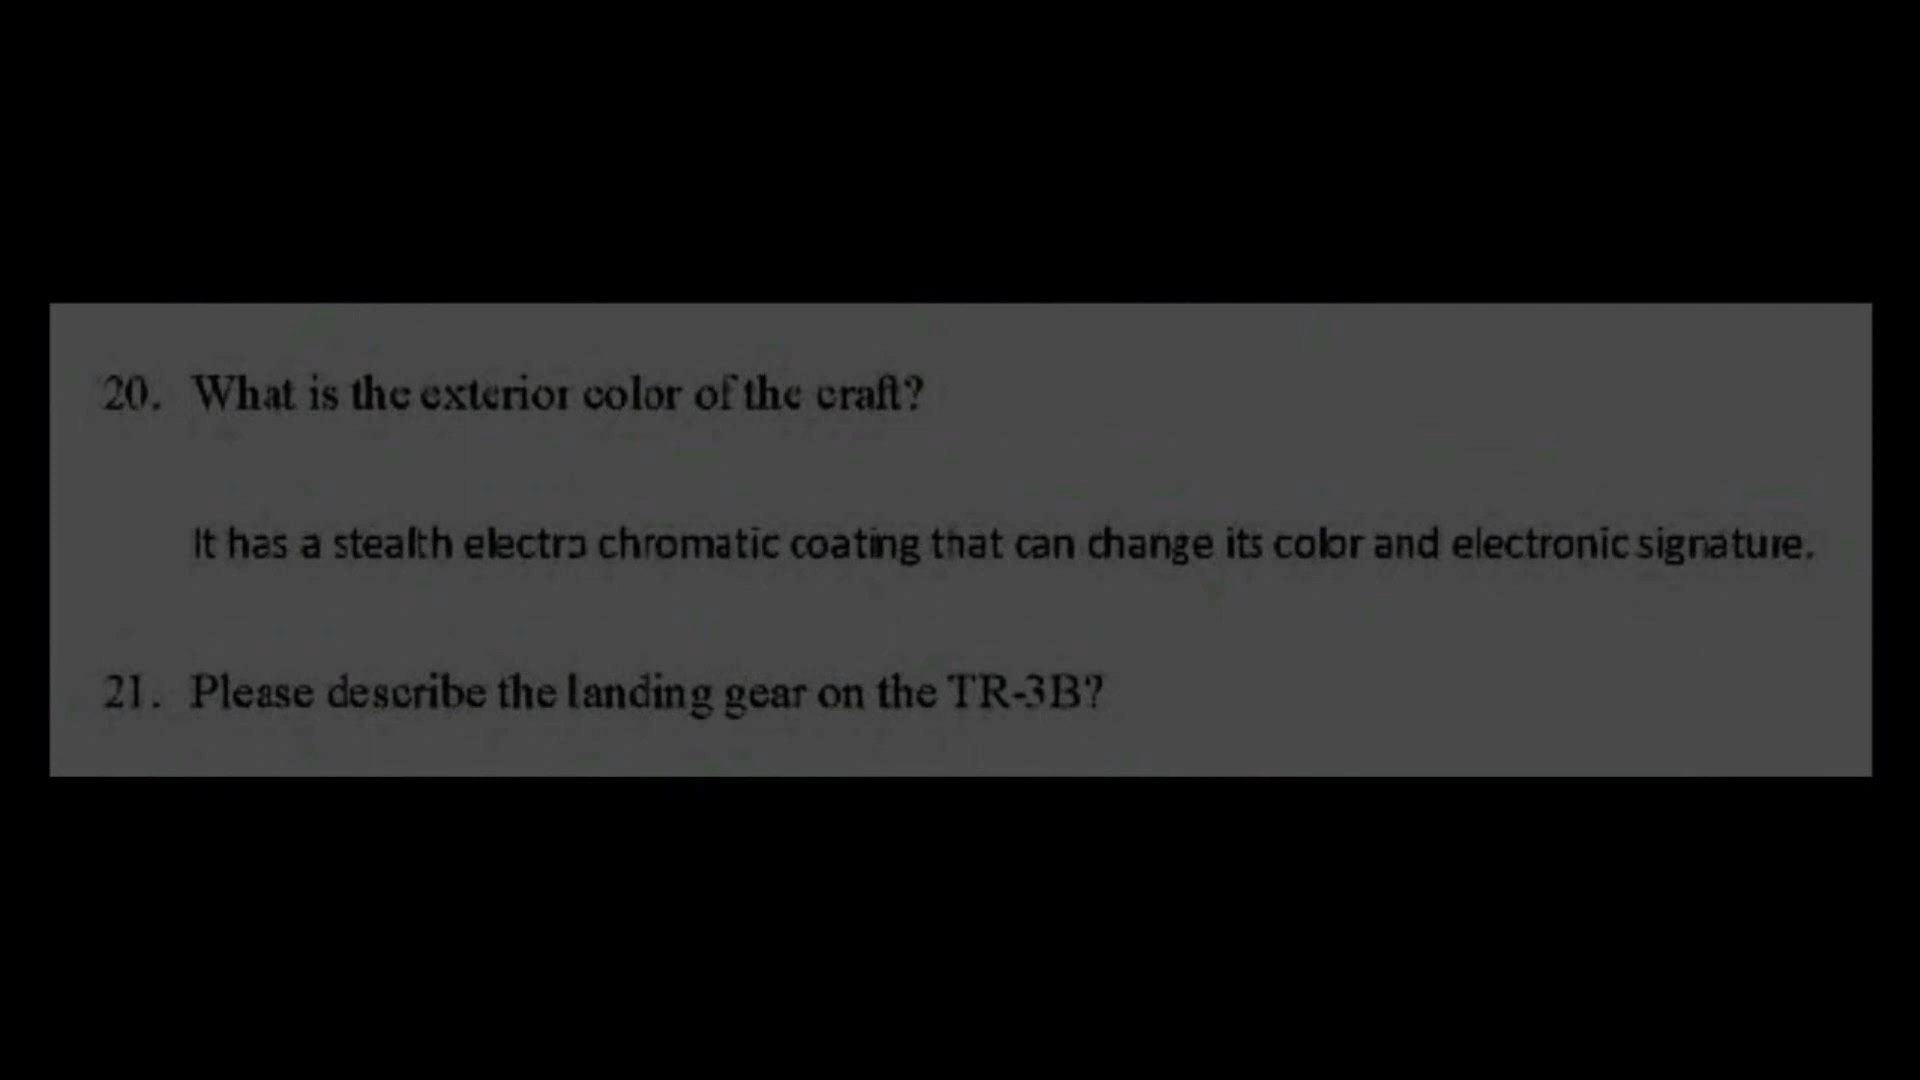 20. What is the exterior color of the craft?
It has a stealth electro chromatic coating that can change its color and electronic signature.
21. Please describe the landing gear on the TR-3B?